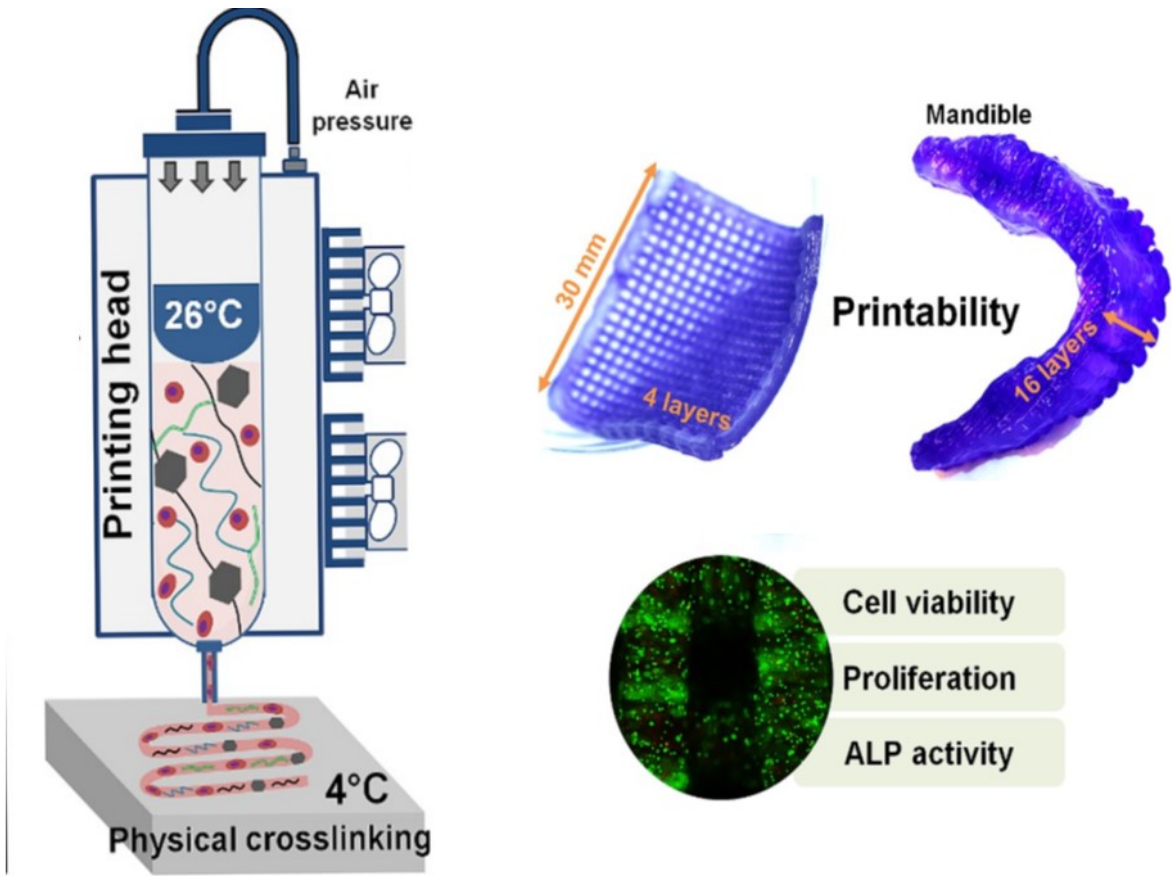 Air
pressure
Printing head
26°C
4°C
Physical crosslinking
30 mm
4 layers
Printability
Mandible
16 layers
Cell viability
Proliferation
ALP activity